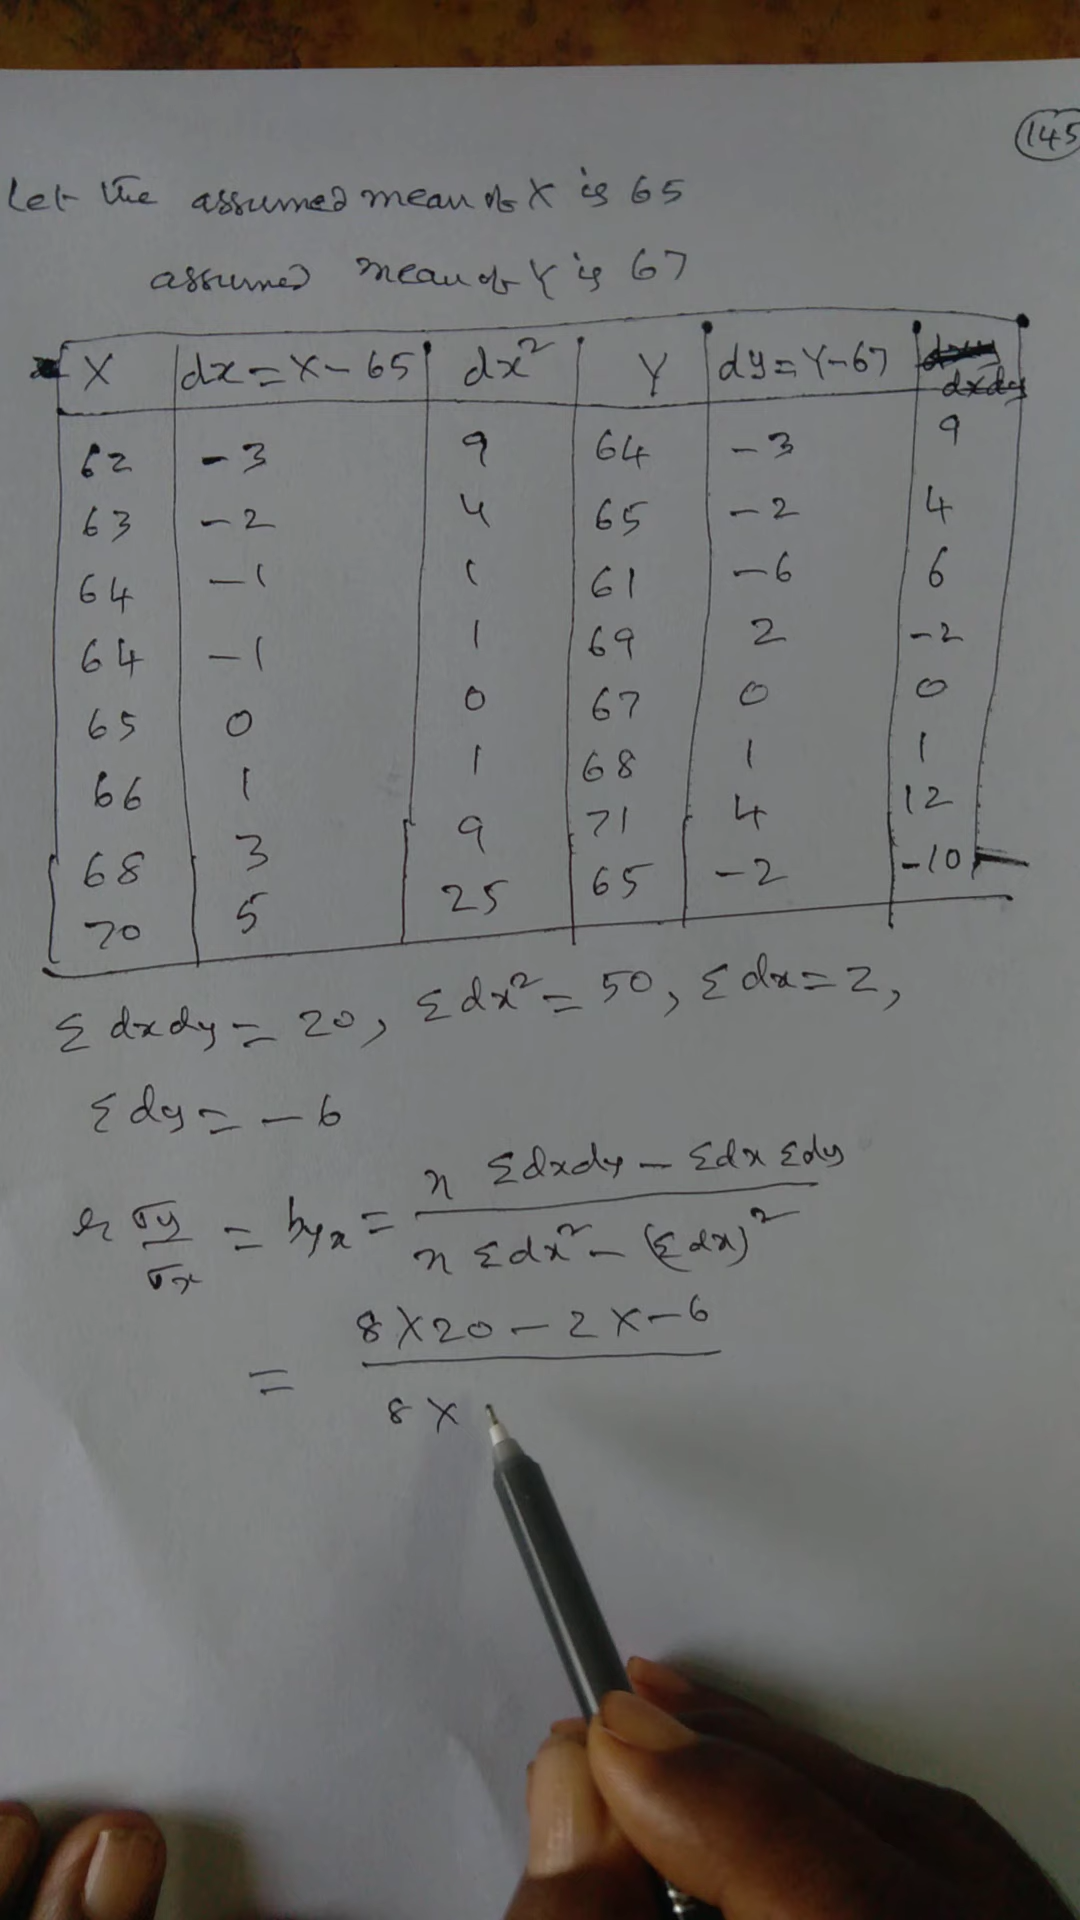 145
Let the assumed mean of X is 65
assumed mean of Y is 67
X dx = X - 65 dx² Y dy = Y - 67 dxdy
62 -3 9 64 -3 9
63 -2 4 65 -2 4
64 -1 1 61 -6 6
64 -1 1 69 2 -2
65 0 0 67 0 0
66 1 1 68 1 1
68 3 9 71 4 12
70 5 25 65 -2 -10
Σ dxdy = 20, Σ dx² = 50, Σ dx = 2,
Σ dy = -6
r σy/σx = byx = (n Σdxdy - Σdx Σdy)/(n Σdx² - (Σdx)²)
= (8 X 20 - 2 X -6)/(8 X